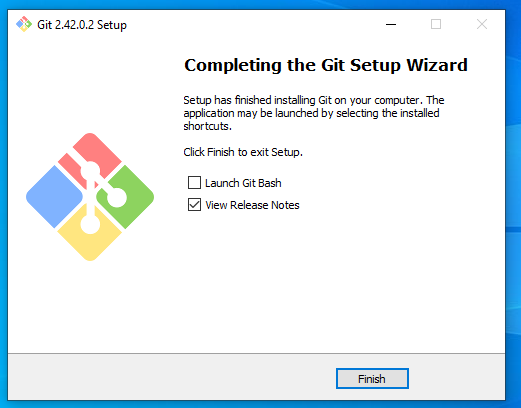 Git 2.42.0.2 Setup
Completing the Git Setup Wizard
Setup has finished installing Git on your computer. The
application may be launched by selecting the installed
shortcuts.
Click Finish to exit Setup.
Launch Git Bash
View Release Notes
Finish